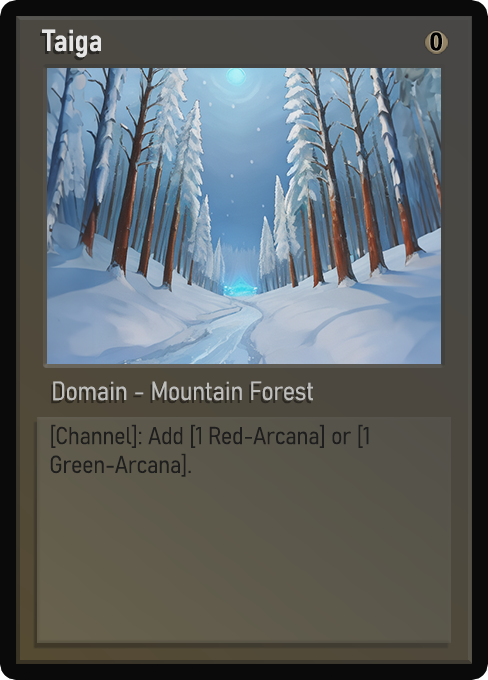 Taiga
0
Domain - Mountain Forest
[Channel]: Add [1 Red-Arcana] or [1
Green-Arcana].